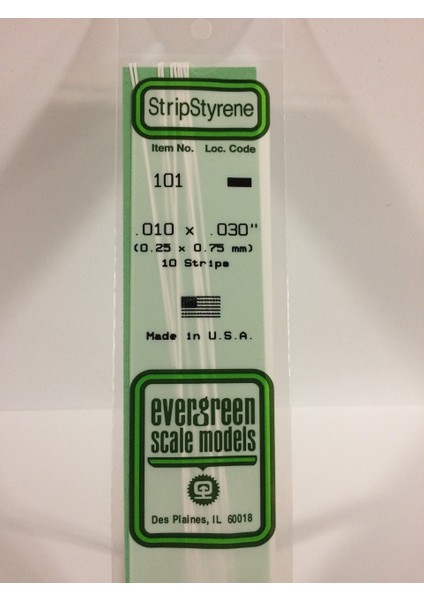 StripStyrene
Item No. Loc. Code
101
.010 x .030"
(0.25 x 0.75 mm)
10 Strips
Made in U.S.A.
evergreen
scale models
Des Plaines, IL 60018